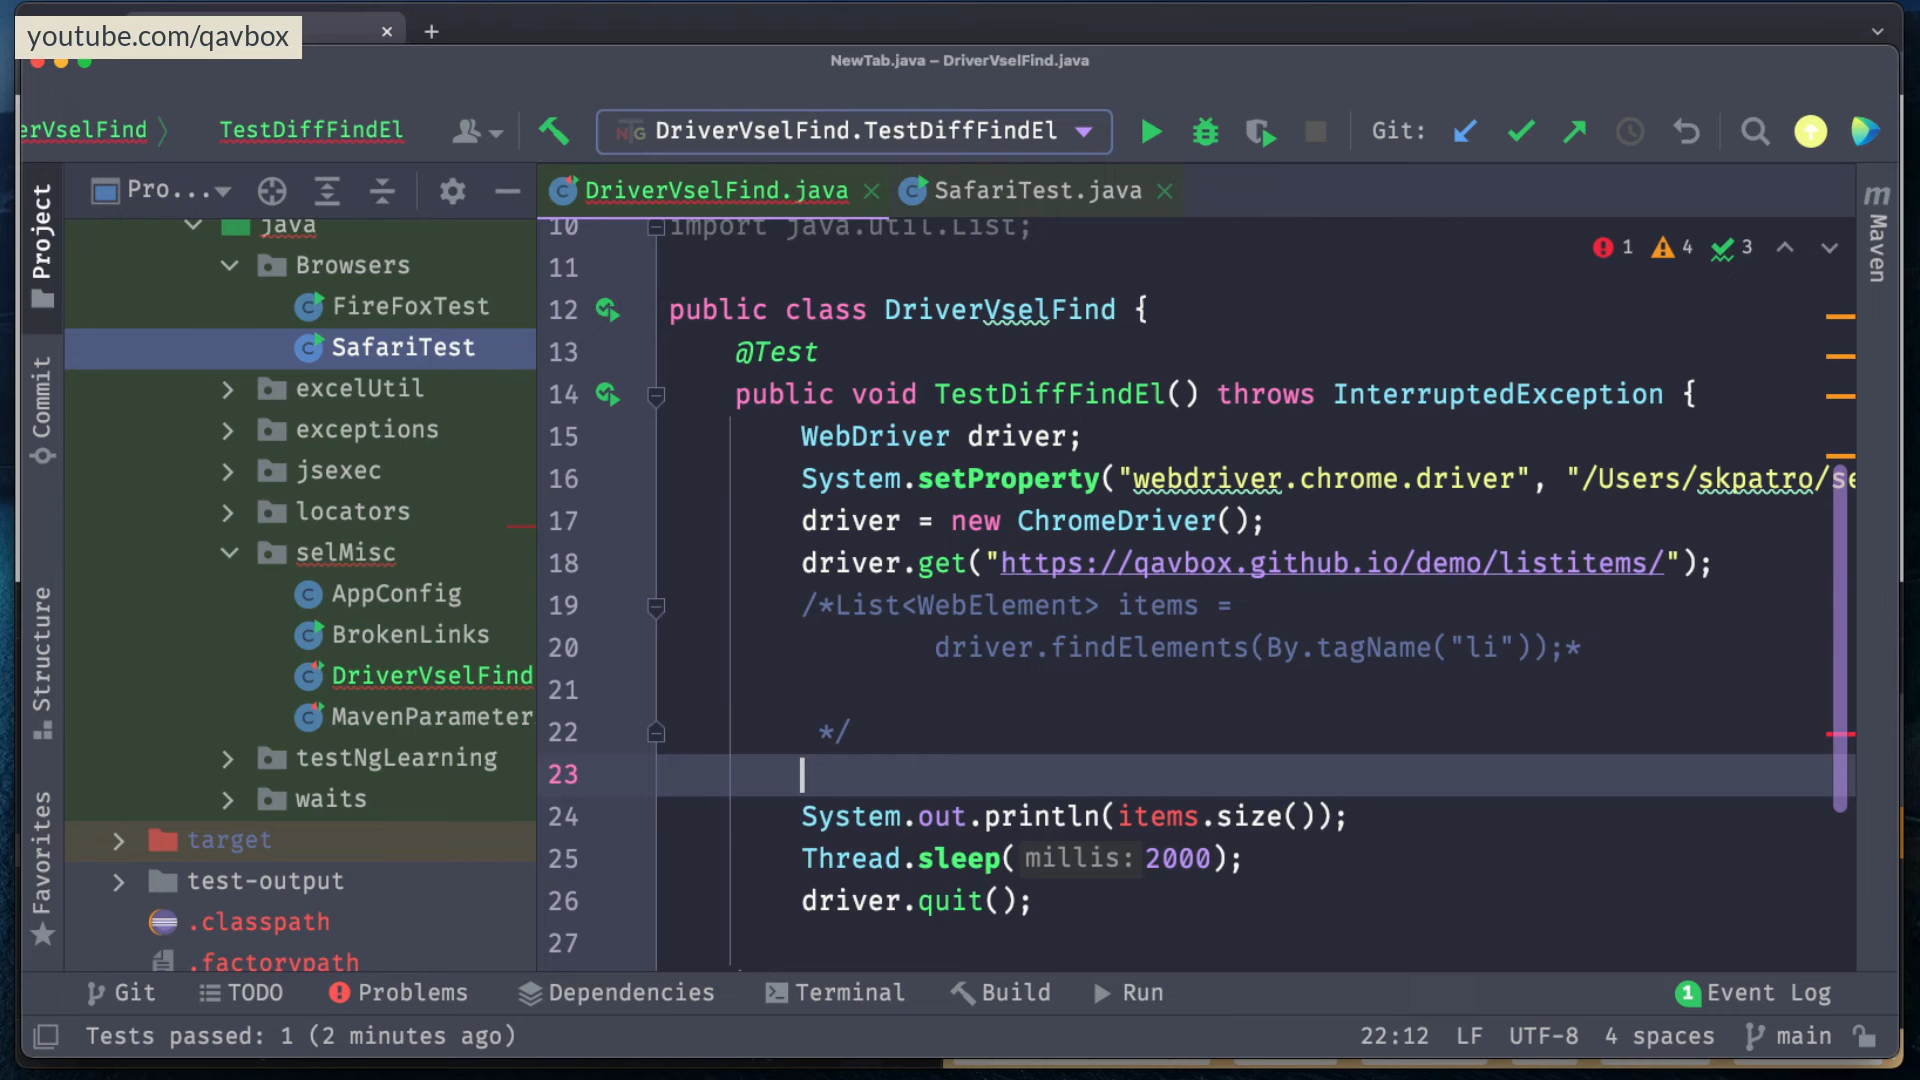 youtube.com/qavbox
NewTab.java – DriverVselFind.java
erVselFind
TestDiffFindEl
DriverVselFind.TestDiffFindEl
Git:
Project
Pro...
DriverVselFind.java
SafariTest.java
Maven
java
Browsers
FireFoxTest
SafariTest
excelUtil
exceptions
jsexec
locators
selMisc
AppConfig
BrokenLinks
DriverVselFind
MavenParameter
testNgLearning
waits
target
test-output
.classpath
.factorypath
Commit
Structure
Favorites
1 4 3
10 import java.util.List;
11
12 public class DriverVselFind {
13 @Test
14 public void TestDiffFindEl() throws InterruptedException {
15 WebDriver driver;
16 System.setProperty("webdriver.chrome.driver", "/Users/skpatro/se
17 driver = new ChromeDriver();
18 driver.get("https://qavbox.github.io/demo/listitems/");
19 /*List<WebElement> items =
20 driver.findElements(By.tagName("li"));*
21
22 */
23
24 System.out.println(items.size());
25 Thread.sleep( millis: 2000);
26 driver.quit();
27
Git TODO Problems Dependencies Terminal Build Run 1 Event Log
Tests passed: 1 (2 minutes ago) 22:12 LF UTF-8 4 spaces main